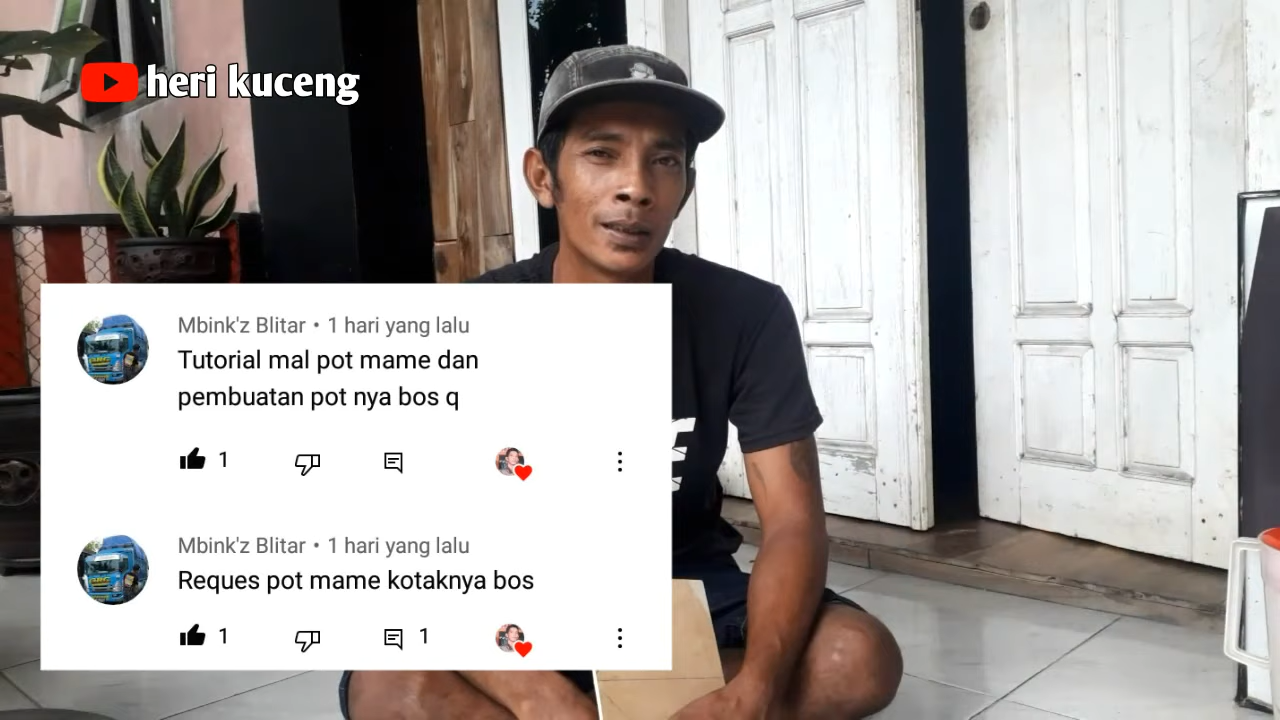 heri kuceng
Mbink'z Blitar • 1 hari yang lalu
Tutorial mal pot mame dan
pembuatan pot nya bos q
1
Mbink'z Blitar • 1 hari yang lalu
Reques pot mame kotaknya bos
1 1